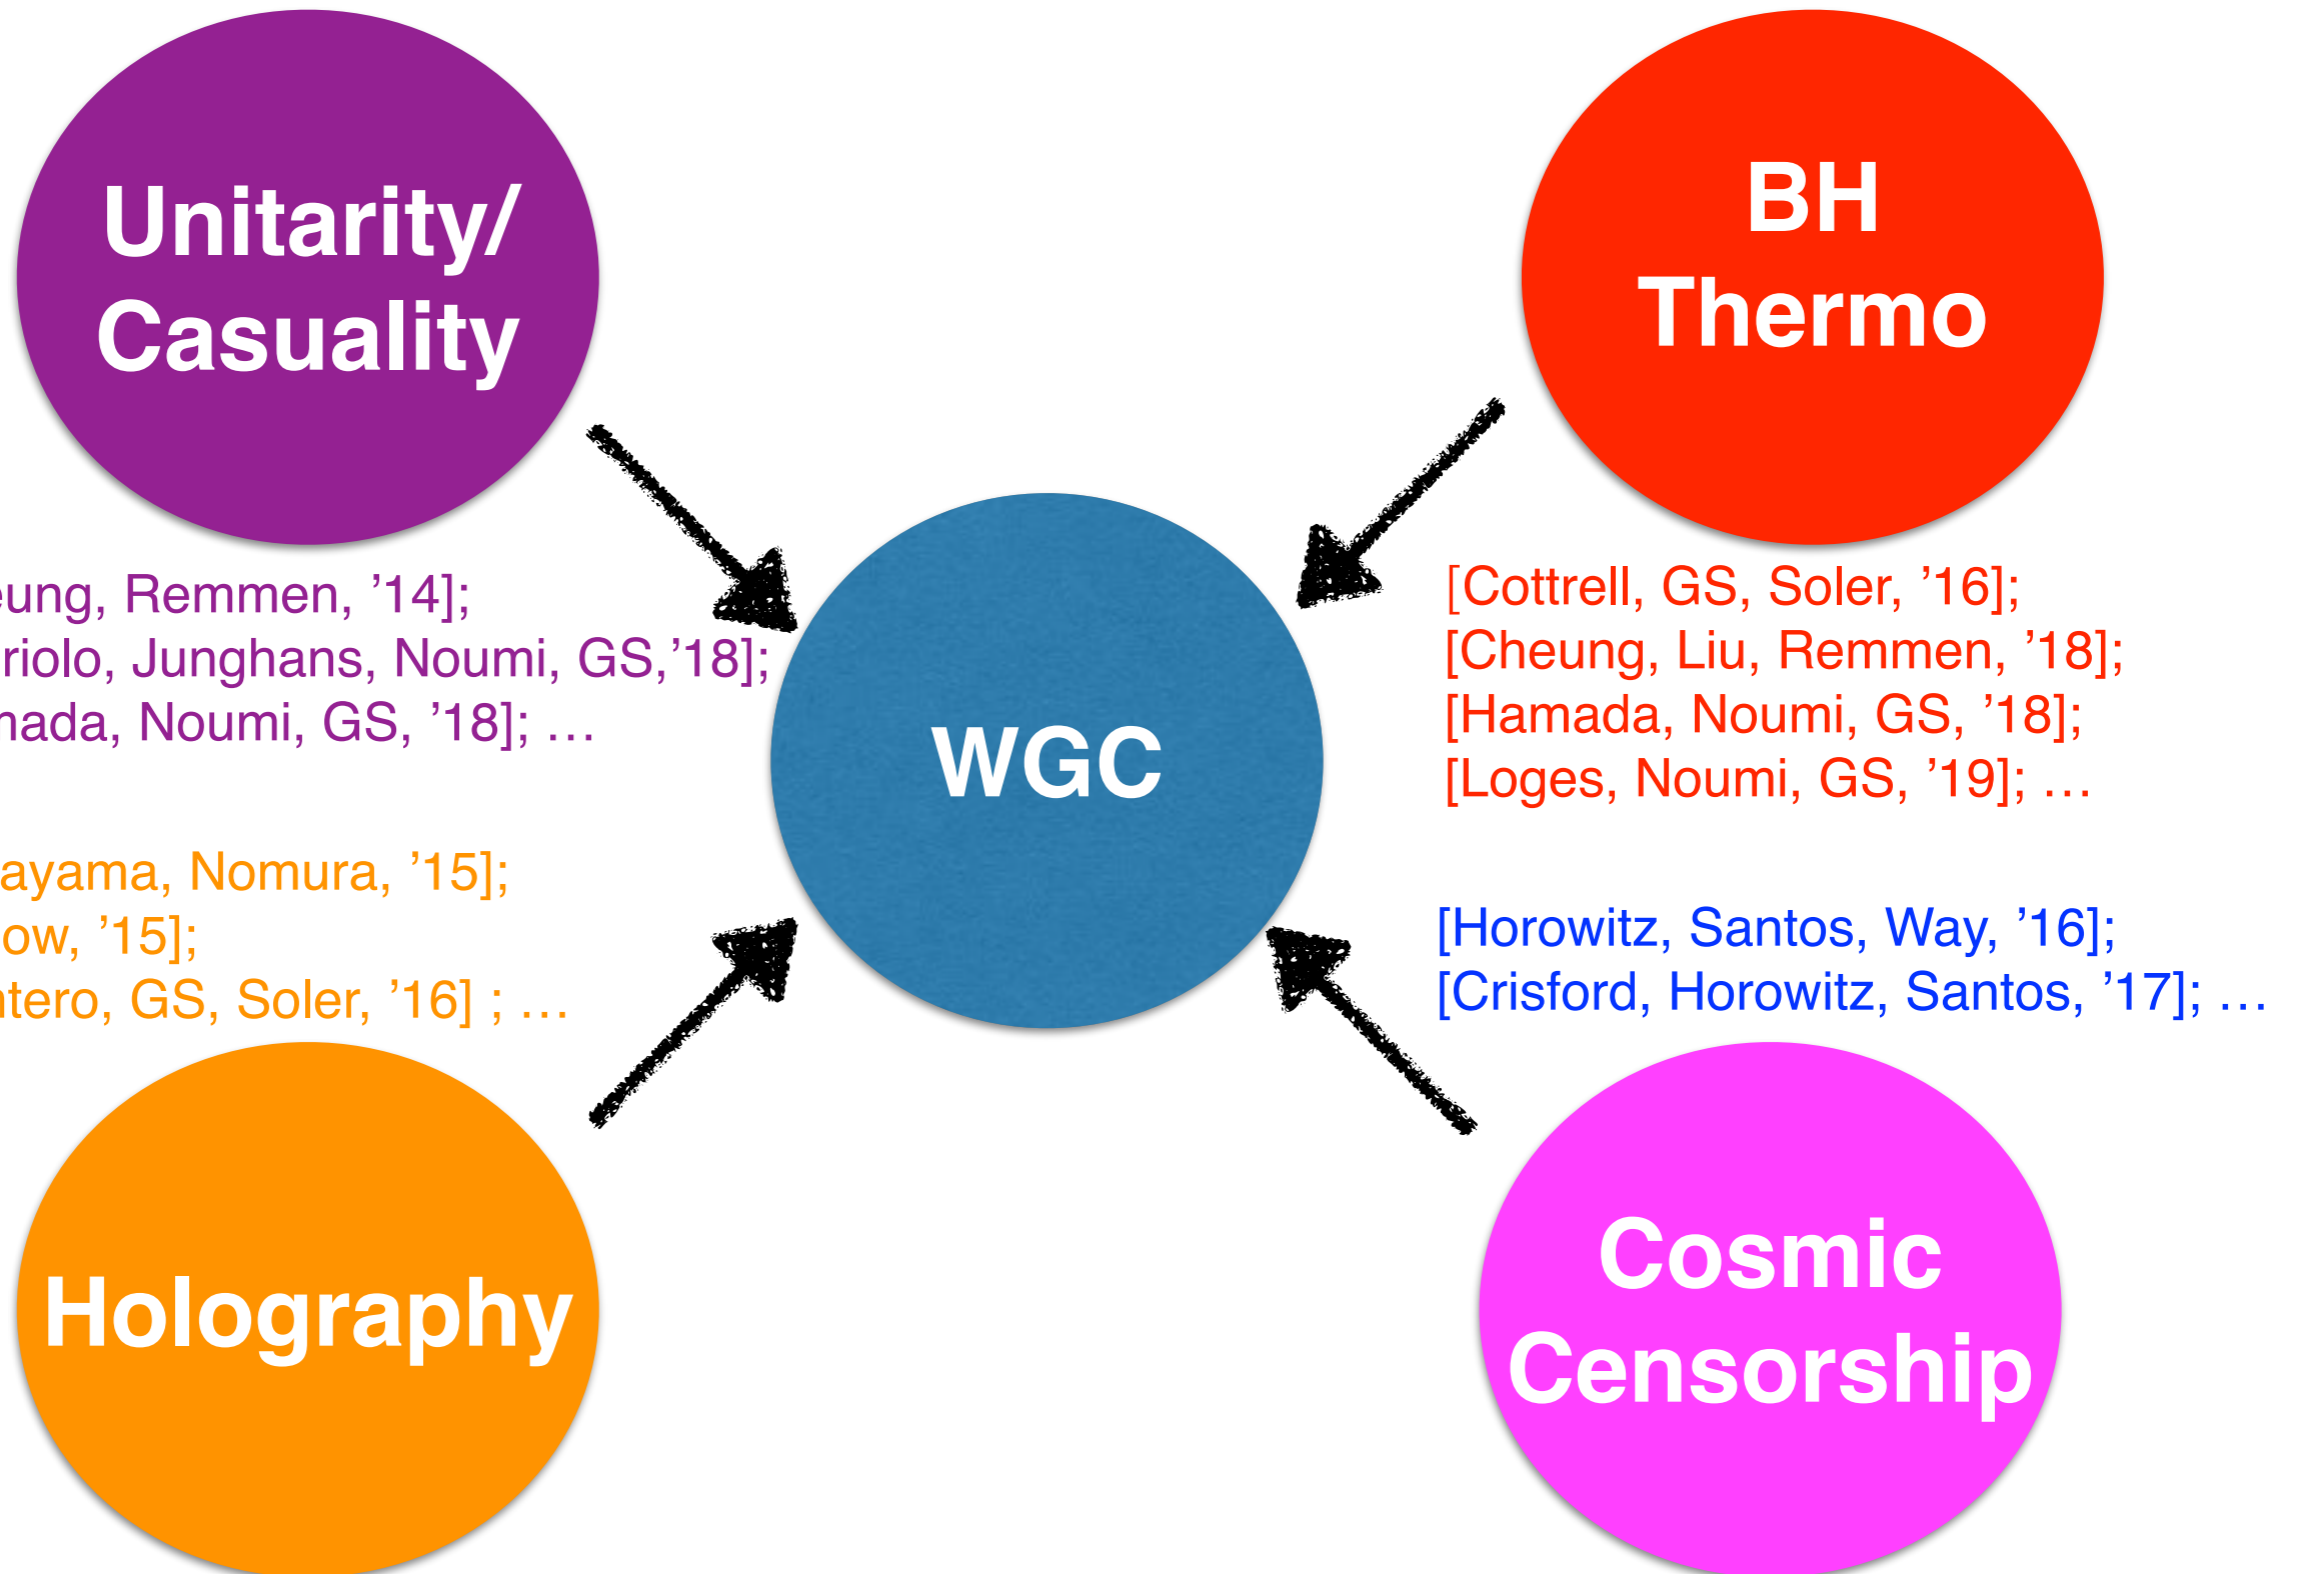 Unitarity/
Casuality
BH
Thermo
eung, Remmen, ’14];
riolo, Junghans, Noumi, GS,’18];
nada, Noumi, GS, ’18]; …
[Cottrell, GS, Soler, ’16];
[Cheung, Liu, Remmen, ’18];
[Hamada, Noumi, GS, ’18];
[Loges, Noumi, GS, ’19]; …
WGC
ayama, Nomura, ’15];
ow, ’15];
ntero, GS, Soler, ’16] ; …
[Horowitz, Santos, Way, ’16];
[Crisford, Horowitz, Santos, ’17]; …
Holography
Cosmic
Censorship